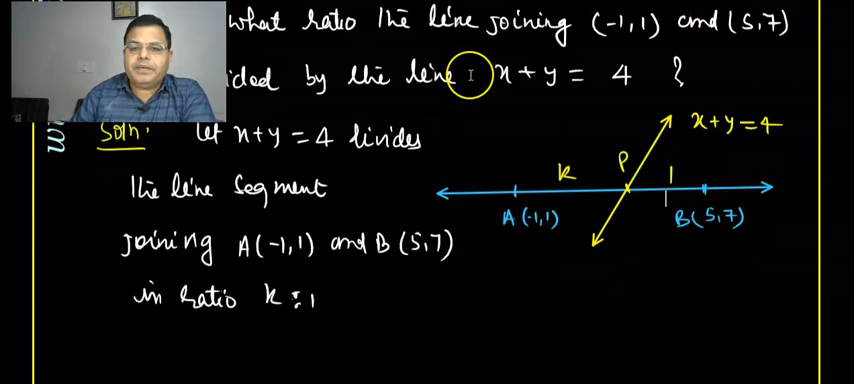 what ratio the line joining (-1,1) and (5,7)
ided by the line x+y = 4 ?
Soln. Let x+y=4 divides
the line segment
joining A(-1,1) and B(5,7)
in ratio k:1
x+y=4
P
k
1
A(-1,1)
B(5,7)